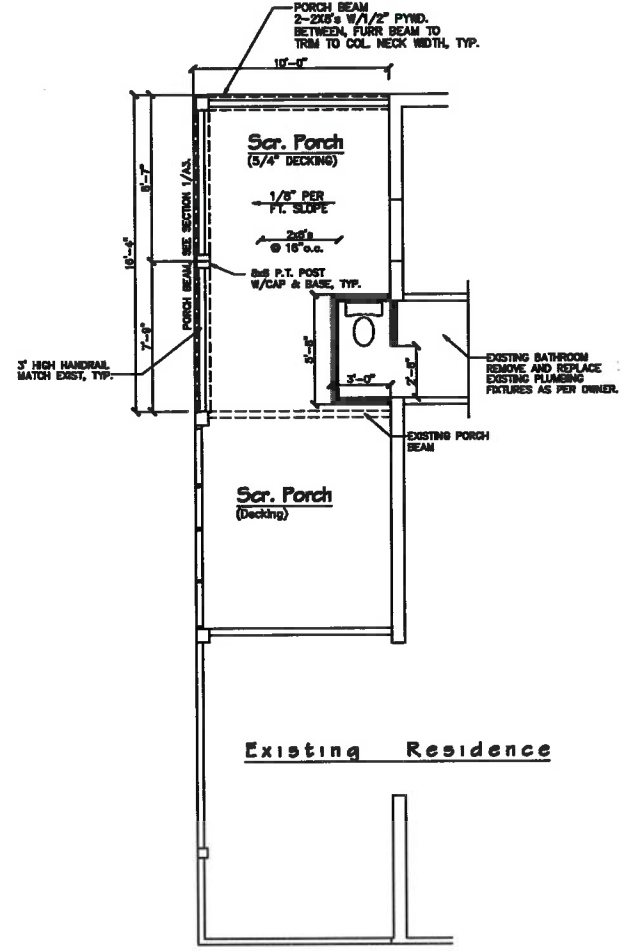 PORCH BEAM
2-2X8's W/1/2" PYWD.
BETWEEN, FURR BEAM TO
TRIM TO COL. NECK WIDTH, TYP.
10'-0"
Scr. Porch
(5/4" DECKING)
1/8" PER
FT. SLOPE
2x8's
@ 16"o.c.
8'-7"
16'-4"
7'-9"
PORCH BEAM, SEE SECTION 1/A3.
8x8 P.T. POST
W/CAP & BASE, TYP.
3' HIGH HANDRAIL
MATCH EXIST, TYP.
5'-8"
3'-0"
2'-6"
EXISTING BATHROOM
REMOVE AND REPLACE
EXISTING PLUMBING
FIXTURES AS PER OWNER.
EXISTING PORCH
BEAM
Scr. Porch
(Decking)
Existing Residence